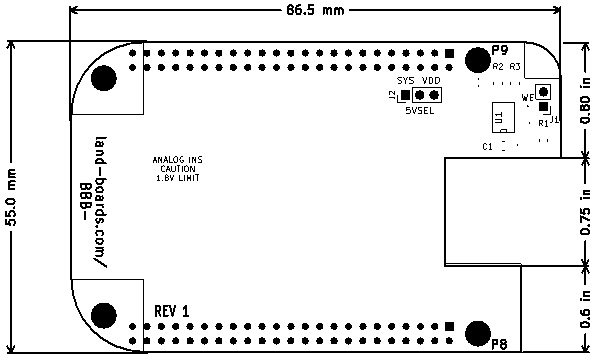 86.5 mm
P9
R2 R3
SYS VDD
J2
5VSEL
WE
J1
U1
R1
C1
0.80 in
ANALOG INS
CAUTION
1.8V LIMIT
land-boards.com/
BBB-
55.0 mm
0.75 in
REV 1
0.6 in
P8